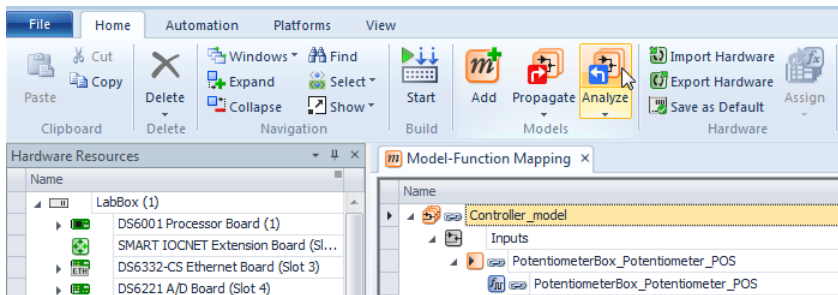 File Home Automation Platforms View
Cut Windows Find Import Hardware
Copy Expand Select Export Hardware
Paste Delete Collapse Show Start Add Propagate Analyze Save as Default Assign
Clipboard Delete Navigation Build Models Hardware
Hardware Resources
Name
LabBox (1)
DS6001 Processor Board (1)
SMART IOCNET Extension Board (Sl...
DS6332-CS Ethernet Board (Slot 3)
DS6221 A/D Board (Slot 4)
m Model-Function Mapping
Name
Controller_model
Inputs
PotentiometerBox_Potentiometer_POS
PotentiometerBox_Potentiometer_POS